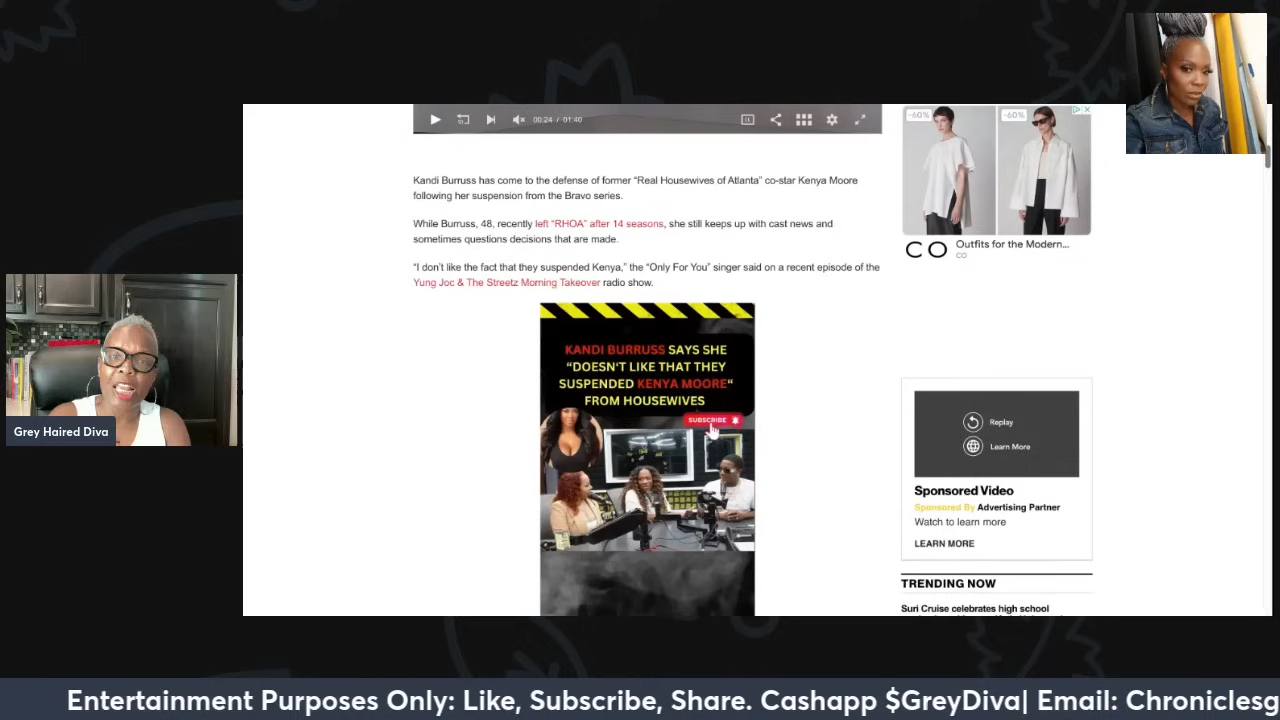 00:24 / 01:40
Kandi Burruss has come to the defense of former “Real Housewives of Atlanta” co-star Kenya Moore
following her suspension from the Bravo series.
While Burruss, 48, recently left “RHOA” after 14 seasons, she still keeps up with cast news and
sometimes questions decisions that are made.
“I don’t like the fact that they suspended Kenya,” the “Only For You” singer said on a recent episode of the
Yung Joc & The Streetz Morning Takeover radio show.
KANDI BURRUSS SAYS SHE
“DOESN’T LIKE THAT THEY
SUSPENDED KENYA MOORE“
FROM HOUSEWIVES
SUBSCRIBE
-60%
-60%
CO
Outfits for the Modern...
CO
Replay
Learn More
Sponsored Video
Sponsored By Advertising Partner
Watch to learn more
LEARN MORE
TRENDING NOW
Suri Cruise celebrates high school
Grey Haired Diva
Entertainment Purposes Only: Like, Subscribe, Share. Cashapp $GreyDiva| Email: Chroniclesg